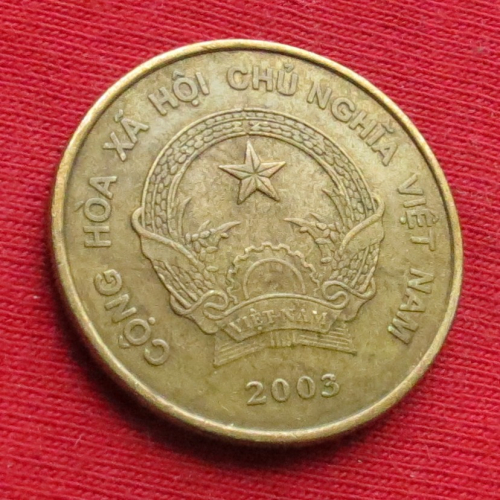 CỘNG HÒA XÃ HỘI CHỦ NGHĨA VIỆT NAM
VIỆT-NAM
2003